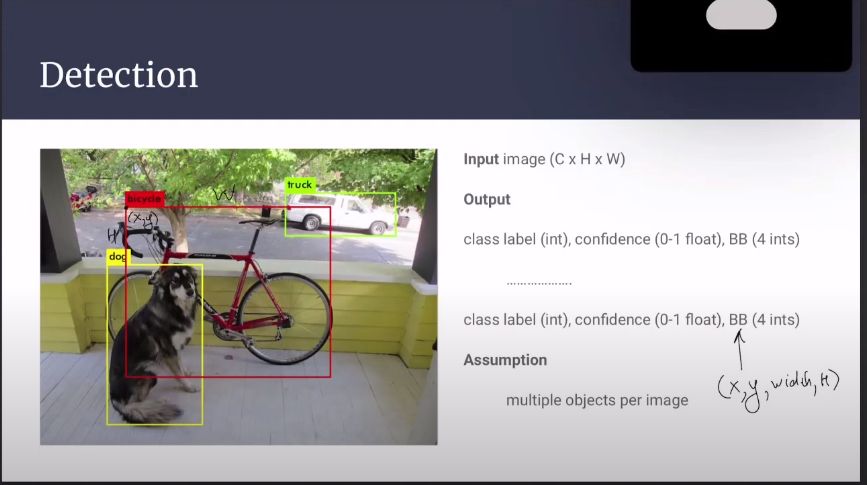 Detection
bicycle
W
truck
(x,y)
H
dog
Input image (C x H x W)
Output
class label (int), confidence (0-1 float), BB (4 ints)
...................
class label (int), confidence (0-1 float), BB (4 ints)
Assumption
(x,y,width,H)
multiple objects per image